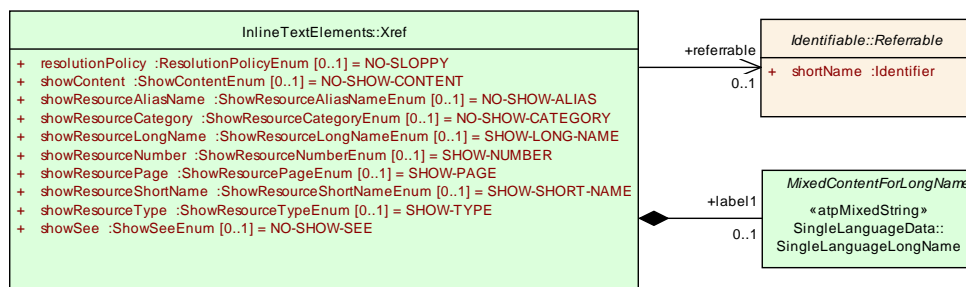 InlineTextElements::Xref
+ resolutionPolicy :ResolutionPolicyEnum [0..1] = NO-SLOPPY
+ showContent :ShowContentEnum [0..1] = NO-SHOW-CONTENT
+ showResourceAliasName :ShowResourceAliasNameEnum [0..1] = NO-SHOW-ALIAS
+ showResourceCategory :ShowResourceCategoryEnum [0..1] = NO-SHOW-CATEGORY
+ showResourceLongName :ShowResourceLongNameEnum [0..1] = SHOW-LONG-NAME
+ showResourceNumber :ShowResourceNumberEnum [0..1] = SHOW-NUMBER
+ showResourcePage :ShowResourcePageEnum [0..1] = SHOW-PAGE
+ showResourceShortName :ShowResourceShortNameEnum [0..1] = SHOW-SHORT-NAME
+ showResourceType :ShowResourceTypeEnum [0..1] = SHOW-TYPE
+ showSee :ShowSeeEnum [0..1] = NO-SHOW-SEE
+referrable
0..1
Identifiable::Referrable
+ shortName :Identifier
+label1
0..1
MixedContentForLongName
«atpMixedString»
SingleLanguageData::
SingleLanguageLongName